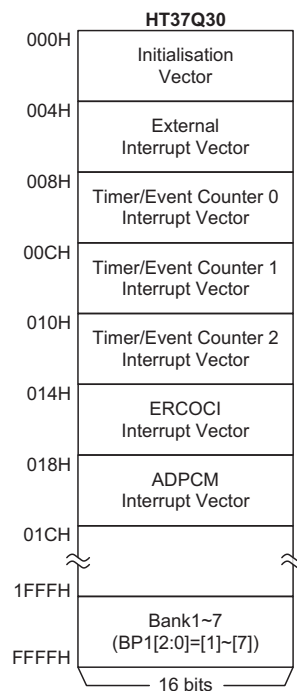 HT37Q30
000H
Initialisation
Vector
004H
External
Interrupt Vector
008H
Timer/Event Counter 0
Interrupt Vector
00CH
Timer/Event Counter 1
Interrupt Vector
010H
Timer/Event Counter 2
Interrupt Vector
014H
ERCOCI
Interrupt Vector
018H
ADPCM
Interrupt Vector
01CH
1FFFH
Bank1~7
(BP1[2:0]=[1]~[7])
FFFFH
16 bits